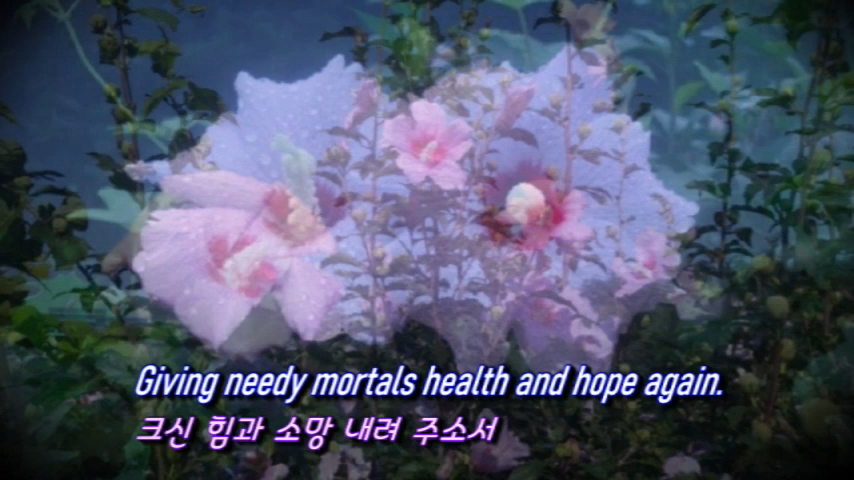 Giving needy mortals health and hope again.
크신 힘과 소망 내려 주소서